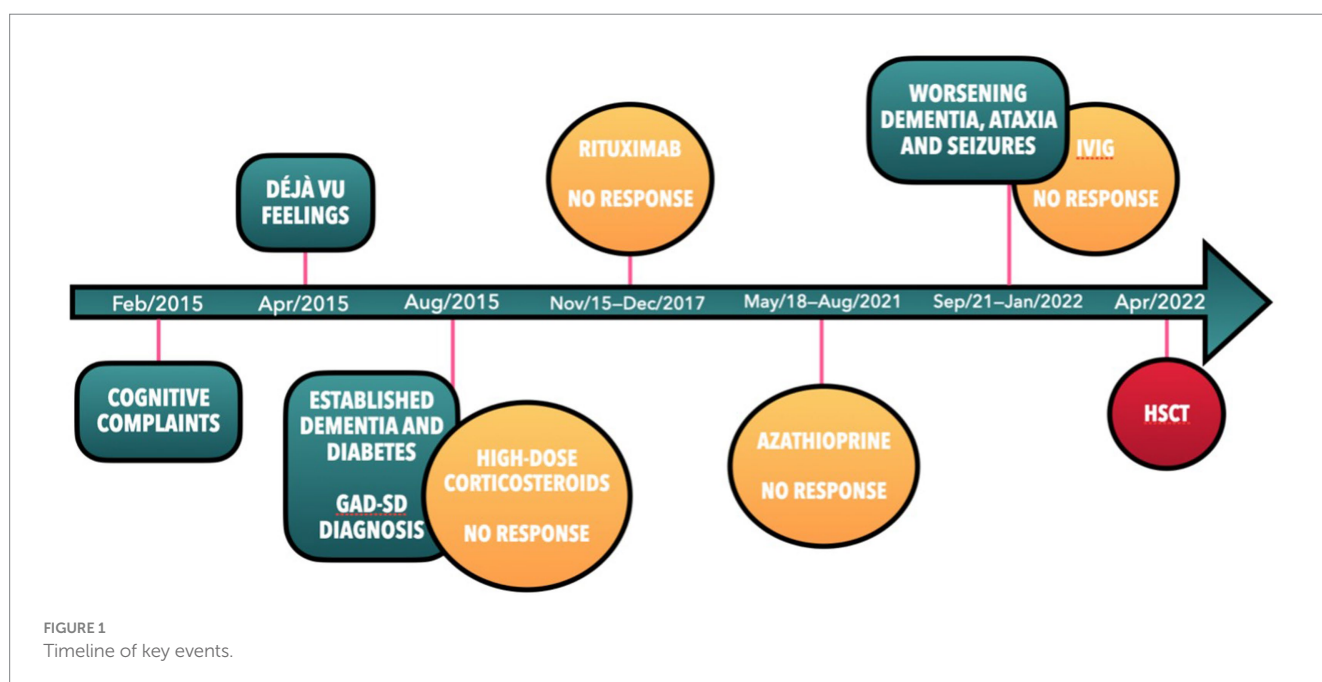 WORSENING
DEMENTIA, ATAXIA
AND SEIZURES
IVIG
NO RESPONSE
RITUXIMAB
NO RESPONSE
DÉJÀ VU
FEELINGS
Feb/2015
Apr/2015
Aug/2015
Nov/15–Dec/2017
May/18–Aug/2021
Sep/21–Jan/2022
Apr/2022
COGNITIVE
COMPLAINTS
ESTABLISHED
DEMENTIA AND
DIABETES
GAD-SD
DIAGNOSIS
HIGH-DOSE
CORTICOSTEROIDS
NO RESPONSE
AZATHIOPRINE
NO RESPONSE
HSCT
FIGURE 1
Timeline of key events.